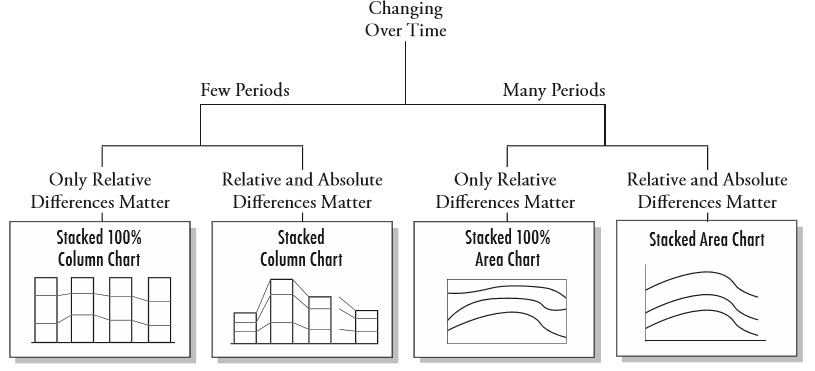 Changing
Over Time
Few Periods
Many Periods
Only Relative
Differences Matter
Relative and Absolute
Differences Matter
Only Relative
Differences Matter
Relative and Absolute
Differences Matter
Stacked 100%
Column Chart
Stacked
Column Chart
Stacked 100%
Area Chart
Stacked Area Chart